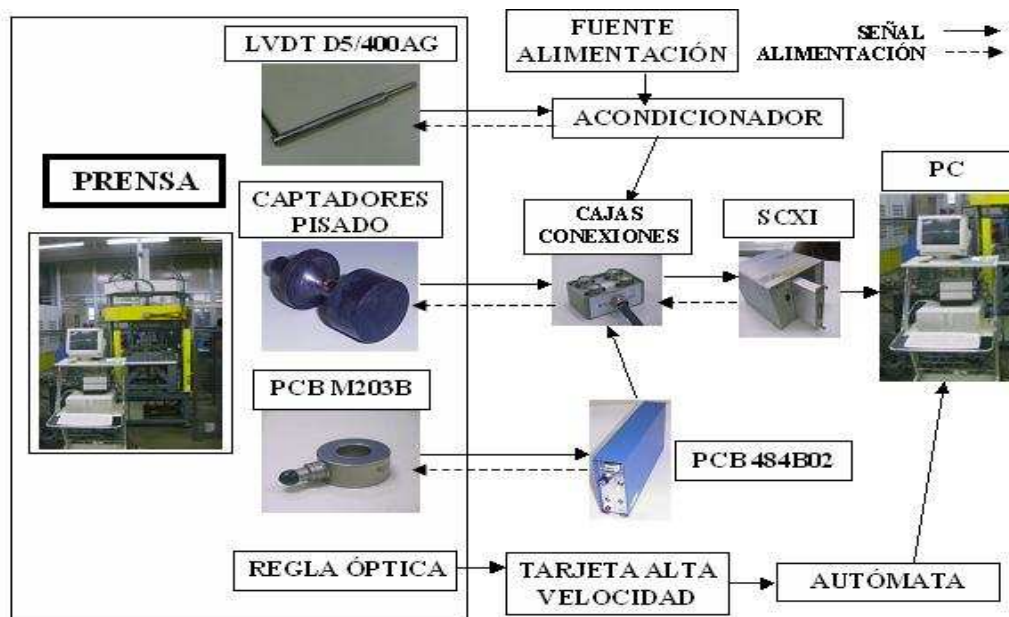 LVDT D5/400AG
FUENTE
ALIMENTACIÓN
SEÑAL
ALIMENTACIÓN
ACONDICIONADOR
PRENSA
CAPTADORES
PISADO
CAJAS
CONEXIONES
SCXI
PC
PCB M203B
PCB 484B02
REGLA ÓPTICA
TARJETA ALTA
VELOCIDAD
AUTÓMATA